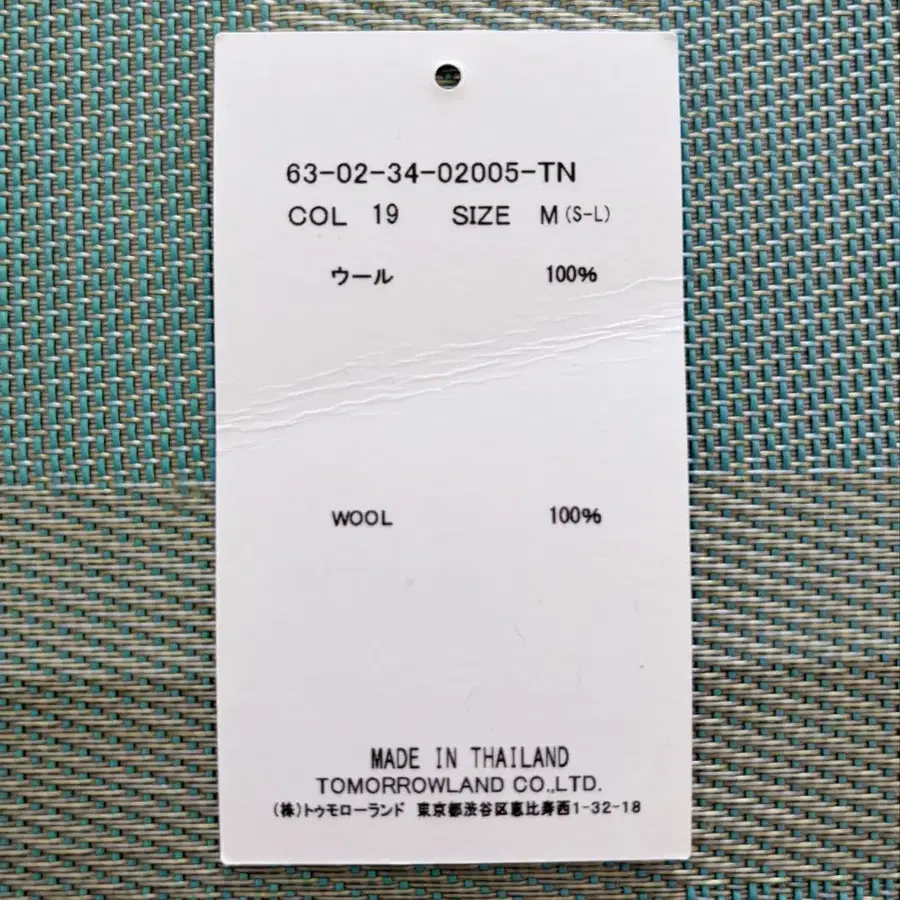 63-02-34-02005-TN
COL 19 SIZE M(S-L)
ウール 100%
WOOL 100%
MADE IN THAILAND
TOMORROWLAND CO.,LTD.
(株)トゥモローランド 東京都渋谷区恵比寿西1-32-18